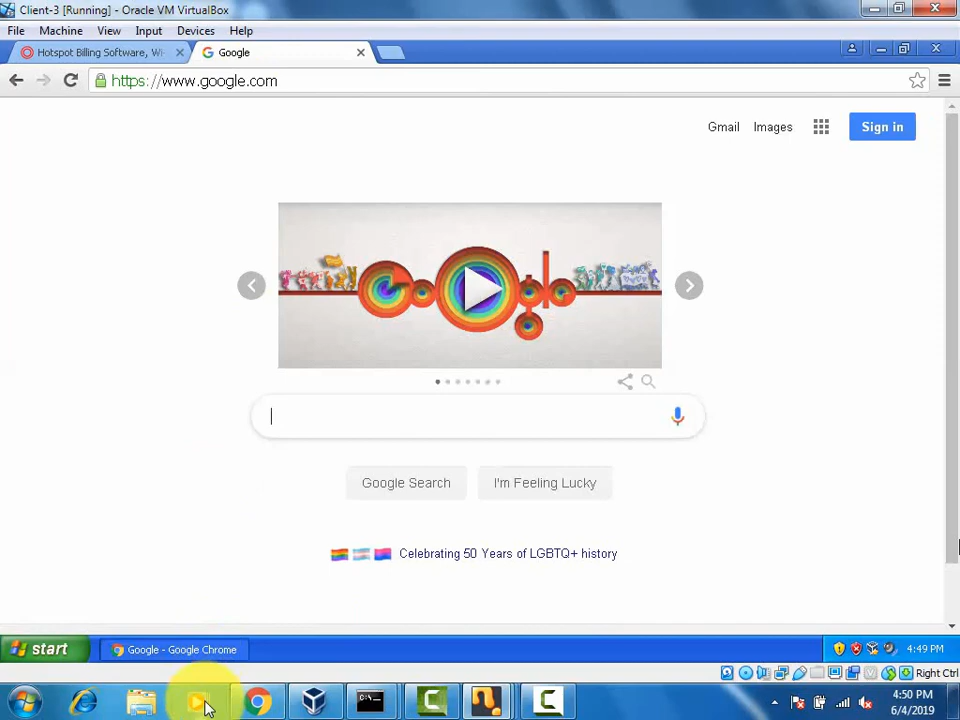 Client-3 [Running] - Oracle VM VirtualBox
File Machine View Input Devices Help
Hotspot Billing Software, Wi-
Google
https://www.google.com
Gmail Images Sign in
Google Search I'm Feeling Lucky
Celebrating 50 Years of LGBTQ+ history
start Google - Google Chrome 4:49 PM
Right Ctrl
4:50 PM
6/4/2019